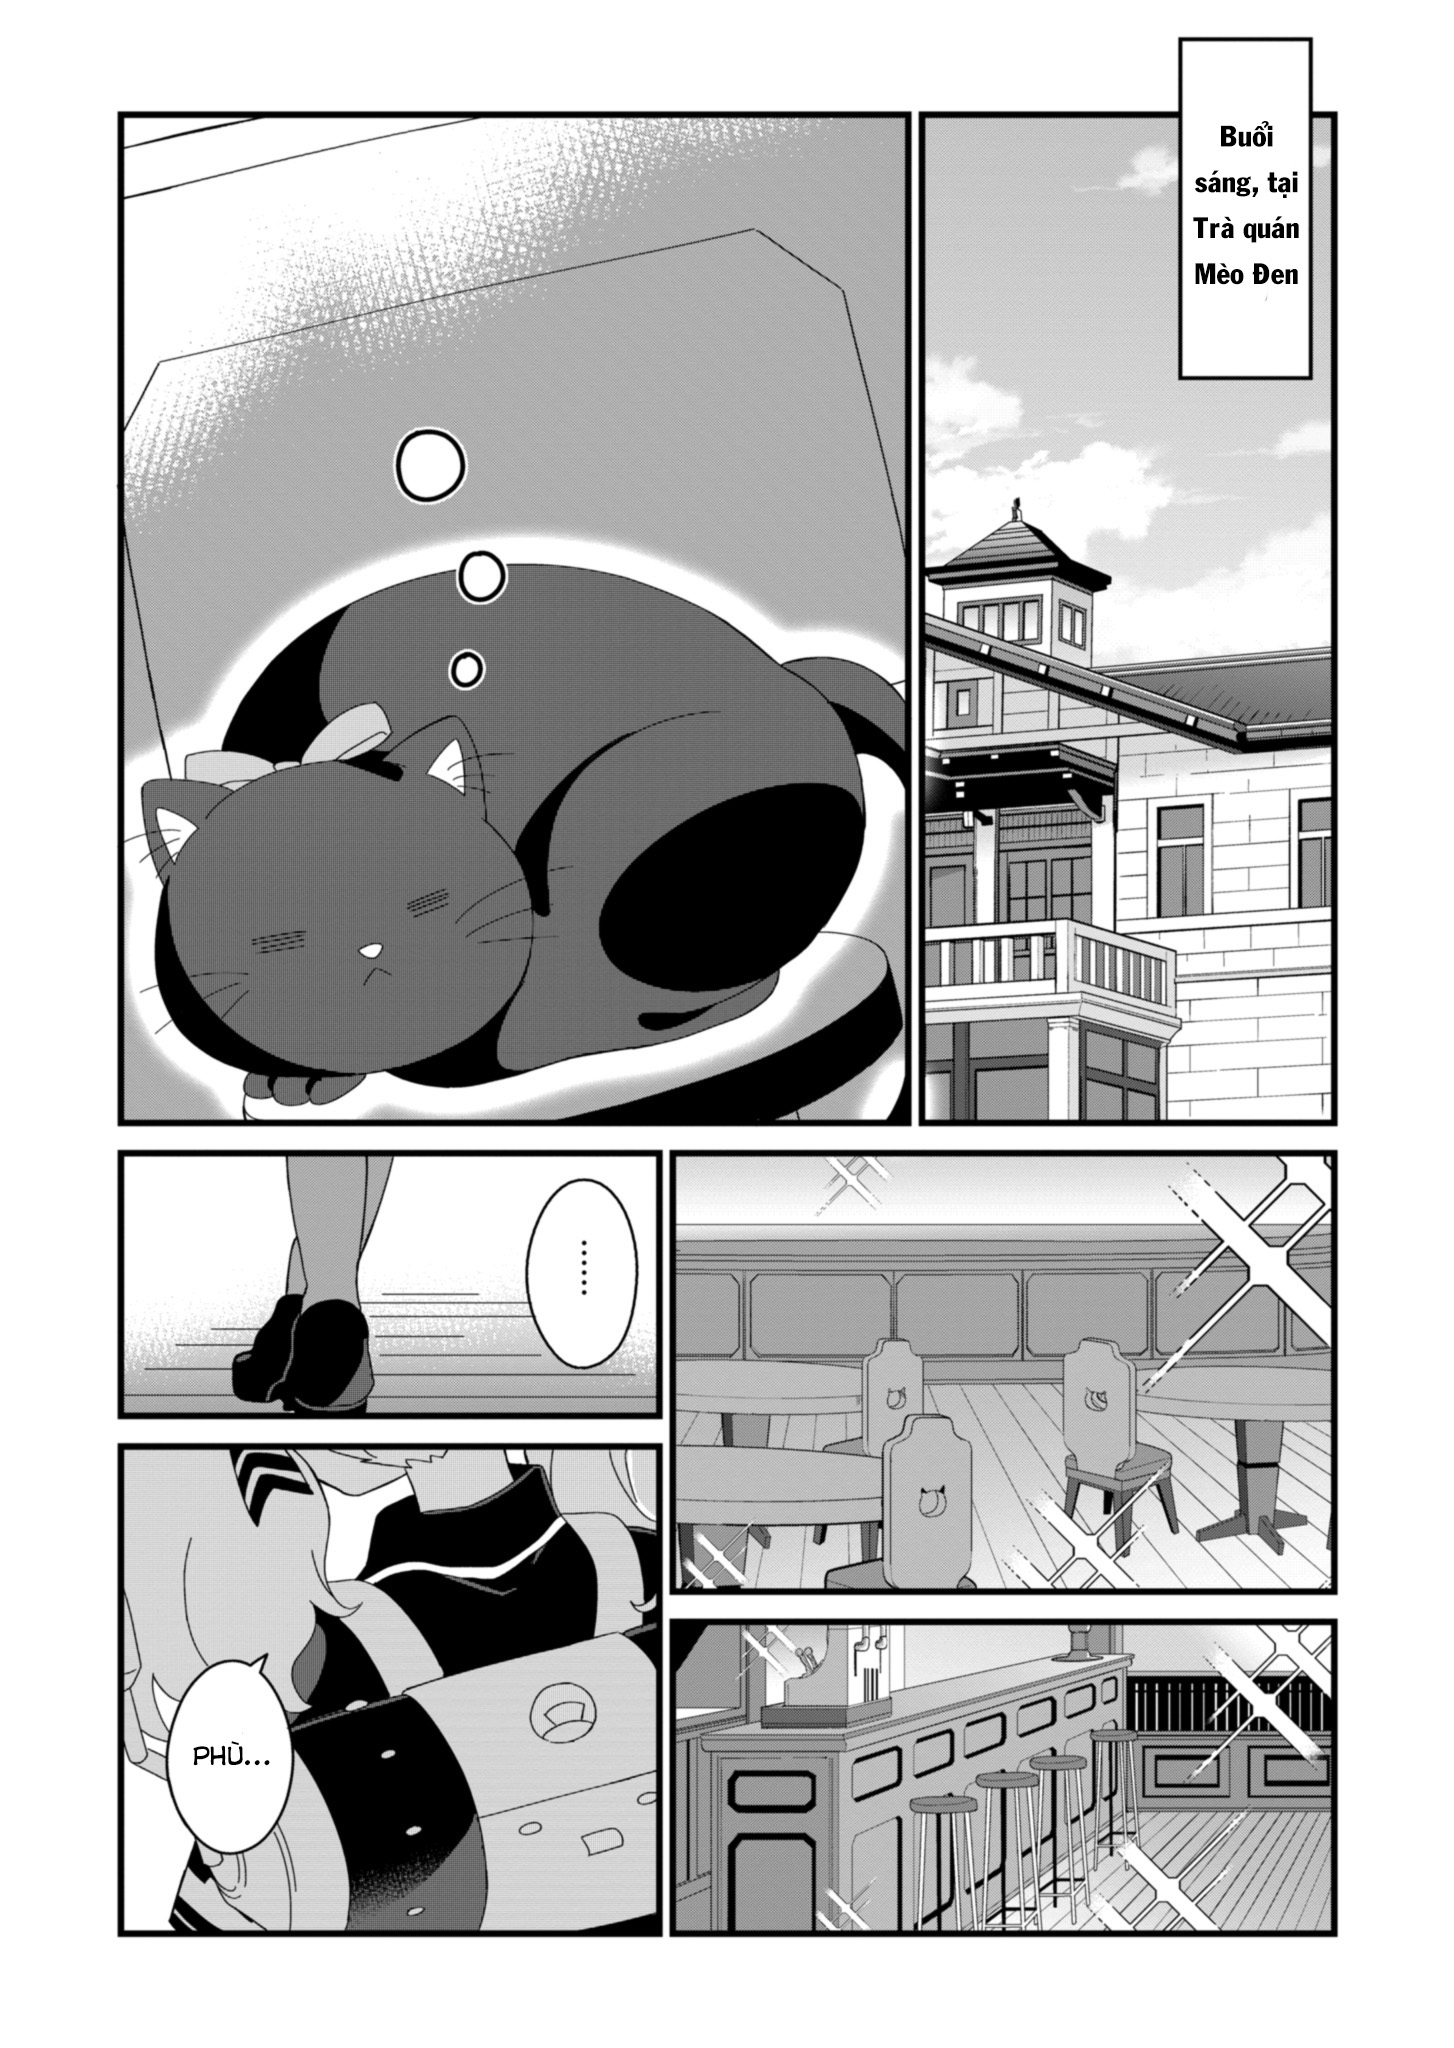 Buổi
sáng, tại
Trà quán
Mèo Đen
......
PHÙ...